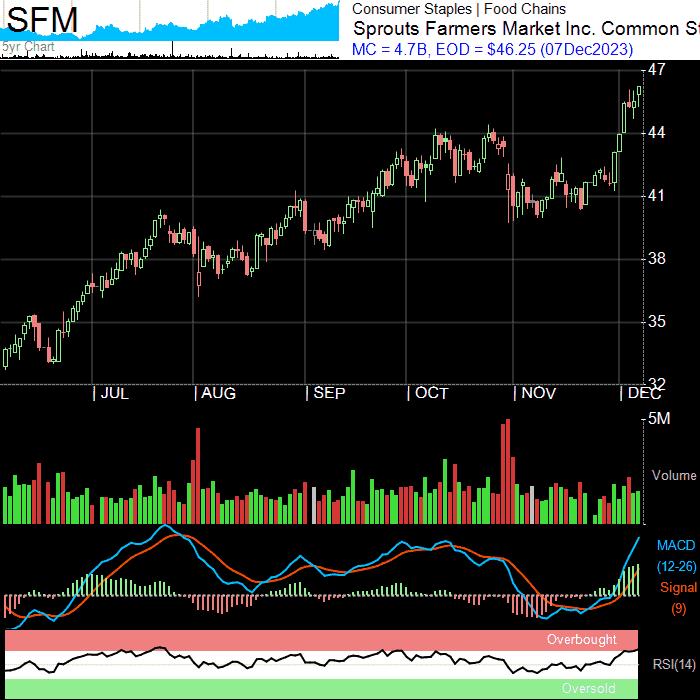 SFM
5yr Chart
Consumer Staples | Food Chains
Sprouts Farmers Market Inc. Common St
MC = 4.7B, EOD = $46.25 (07Dec2023)
47
44
41
38
35
32
JUL AUG SEP OCT NOV DEC
5M
Volume
MACD
(12-26)
Signal
(9)
Overbought
RSI(14)
Oversold